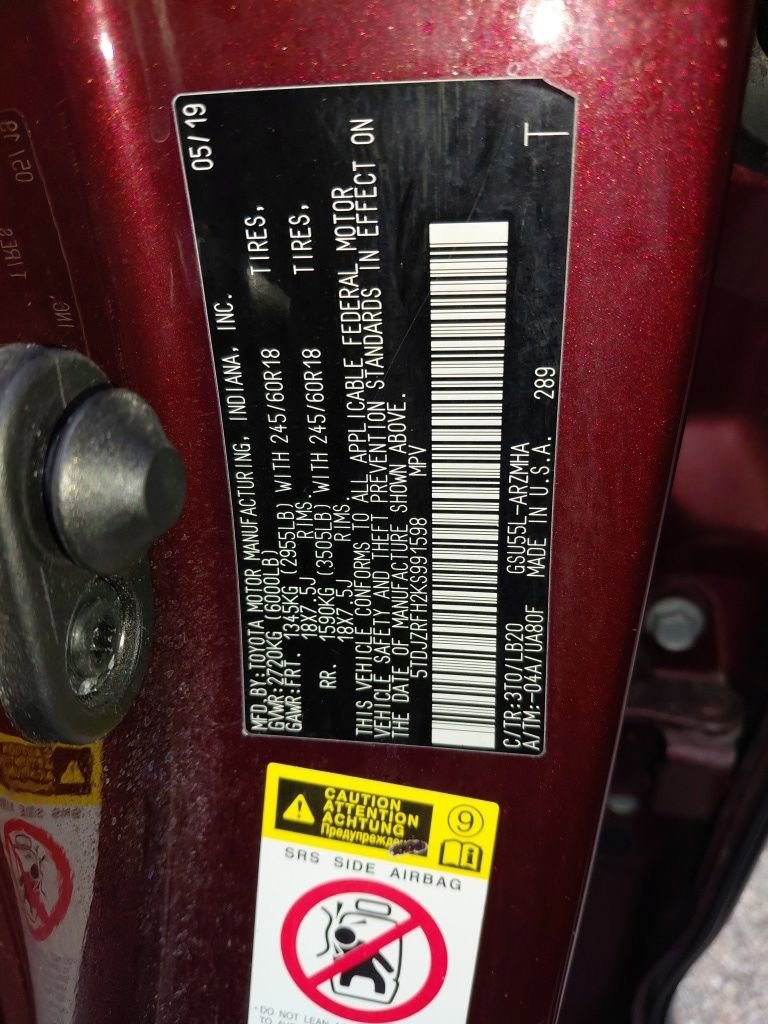 MFD. BY: TOYOTA MOTOR MANUFACTURING, INDIANA, INC. 05/19
GVWR: 2720KG (6000LB)
GAWR: FRT. 1345KG (2955LB) WITH 245/60R18 TIRES,
18X7.5J RIMS.
RR. 1590KG (3505LB) WITH 245/60R18 TIRES,
18X7.5J RIMS.
THIS VEHICLE CONFORMS TO ALL APPLICABLE FEDERAL MOTOR
VEHICLE SAFETY AND THEFT PREVENTION STANDARDS IN EFFECT ON
THE DATE OF MANUFACTURE SHOWN ABOVE.
5TDJZRFH2KS991598 MPV
C/TR:3T0/LB20 GSU55L-ARZMHA 289
A/TM:-04A/UA80F MADE IN U.S.A. T
CAUTION
ATTENTION
ACHTUNG
Предупрежде
9
SRS SIDE AIRBAG
DO NOT LEAN